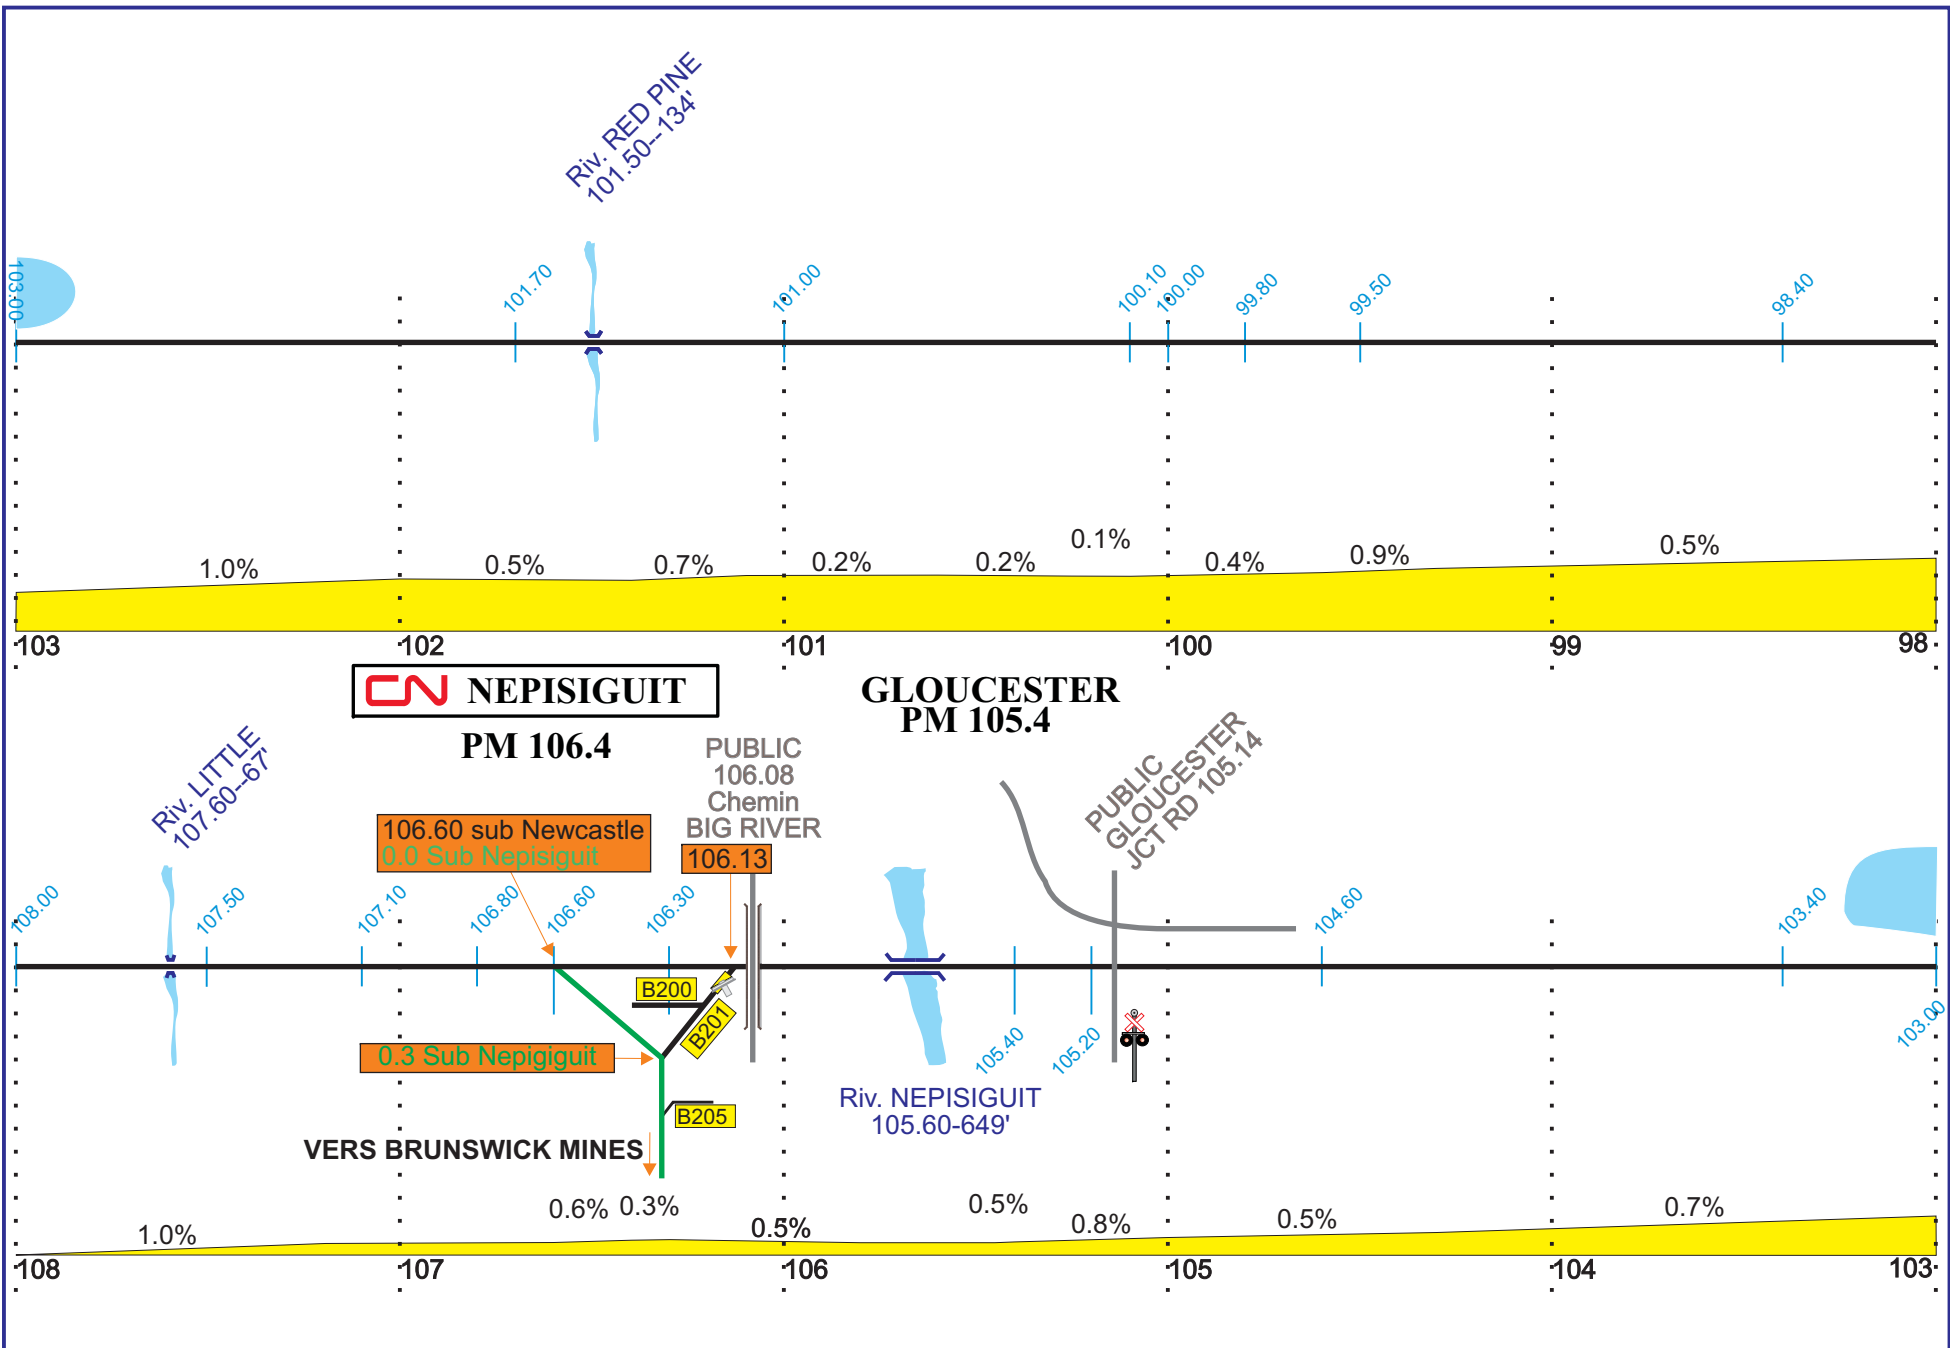 Riv. RED PINE
101.50--134'
103.00
101.70
101.00
100.10
100.00
99.80
99.50
98.40
1.0%
0.5%
0.7%
0.2%
0.2%
0.1%
0.4%
0.9%
0.5%
103
102
101
100
99
98
CN NEPISIGUIT
PM 106.4
GLOUCESTER
PM 105.4
Riv. LITTLE
107.60--67'
PUBLIC
106.08
Chemin
BIG RIVER
PUBLIC
GLOUCESTER
JCT RD 105.14
106.60 sub Newcastle
0.0 Sub Nepisiguit
106.13
108.00
107.50
107.10
106.80
106.60
106.30
104.60
103.40
B200
B201
0.3 Sub Nepigiguit
B205
105.40
105.20
103.00
Riv. NEPISIGUIT
105.60-649'
VERS BRUNSWICK MINES
1.0%
0.6%
0.3%
0.5%
0.5%
0.8%
0.5%
0.7%
108
107
106
105
104
103